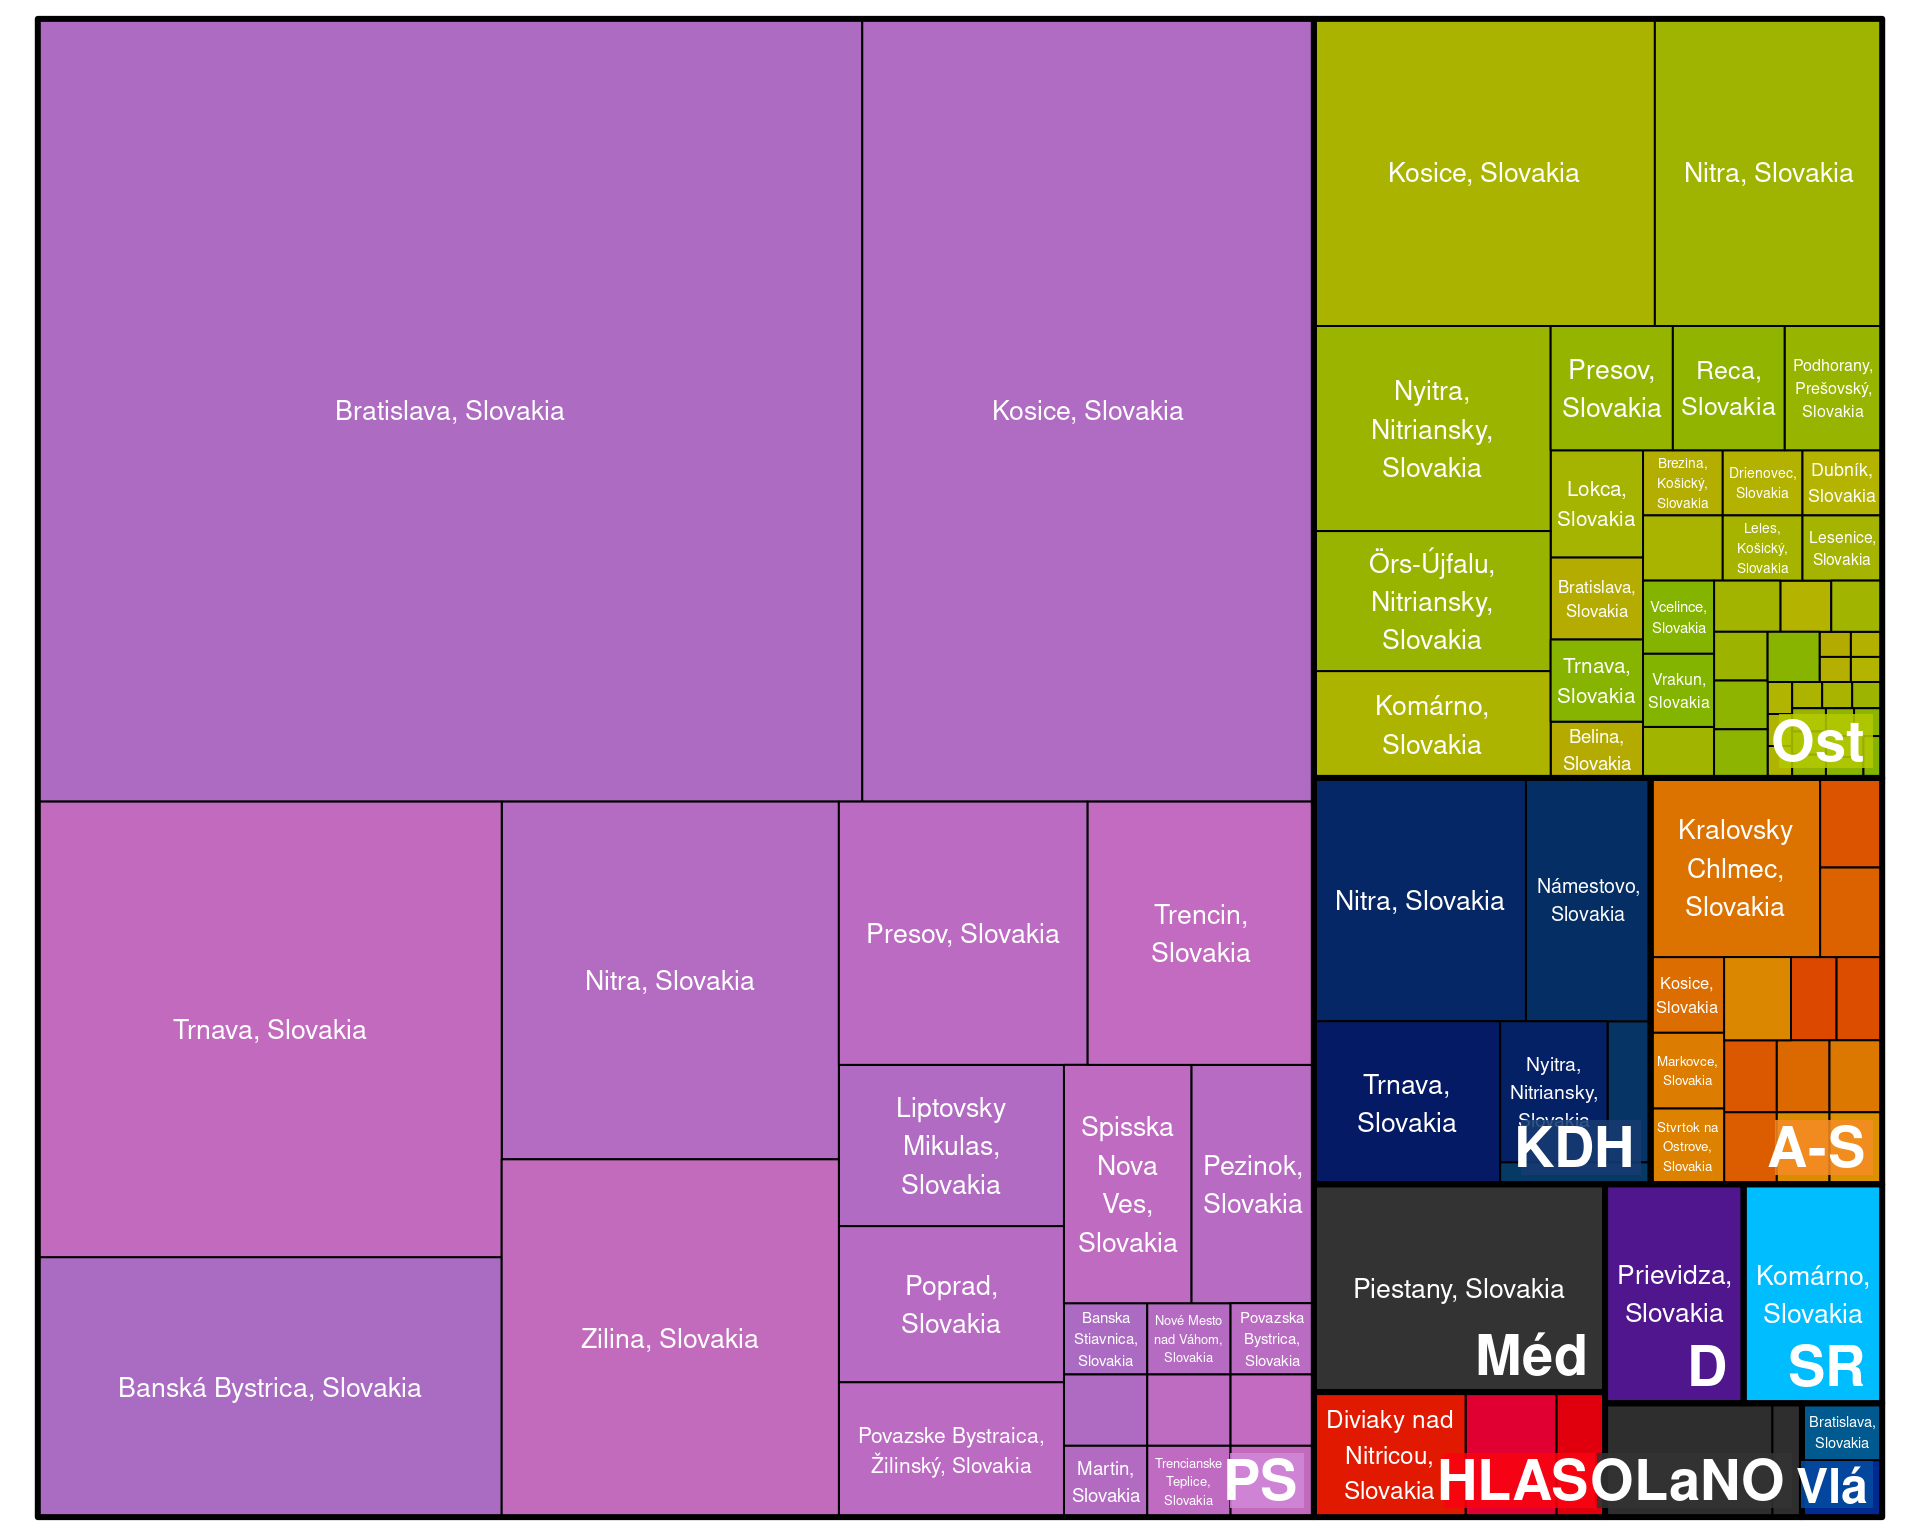 Bratislava, Slovakia
Kosice, Slovakia
Trnava, Slovakia
Banská Bystrica, Slovakia
Nitra, Slovakia
Zilina, Slovakia
Presov, Slovakia
Trencin,
Slovakia
Liptovsky
Mikulas,
Slovakia
Poprad,
Slovakia
Povazske Bystraica,
Žilinský, Slovakia
Spisska
Nova
Ves,
Slovakia
Pezinok,
Slovakia
Banska
Stiavnica,
Slovakia
Nové Mesto
nad Váhom,
Slovakia
Povazska
Bystrica,
Slovakia
Martin,
Slovakia
Trencianske
Teplice,
Slovakia
PS
Kosice, Slovakia
Nitra, Slovakia
Nyitra,
Nitriansky,
Slovakia
Örs-Újfalu,
Nitriansky,
Slovakia
Komárno,
Slovakia
Presov,
Slovakia
Reca,
Slovakia
Podhorany,
Prešovský,
Slovakia
Lokca,
Slovakia
Bratislava,
Slovakia
Trnava,
Slovakia
Belina,
Slovakia
Brezina,
Košický,
Slovakia
Drienovec,
Slovakia
Dubník,
Slovakia
Leles,
Košický,
Slovakia
Lesenice,
Slovakia
Vcelince,
Slovakia
Vrakun,
Slovakia
Ost
Nitra, Slovakia
Námestovo,
Slovakia
Trnava,
Slovakia
Nyitra,
Nitriansky,
Slovakia
KDH
Kralovsky
Chlmec,
Slovakia
Kosice,
Slovakia
Markovce,
Slovakia
Stvrtok na
Ostrove,
Slovakia
A-S
Piestany, Slovakia
Méd
Prievidza,
Slovakia
D
Komárno,
Slovakia
SR
Diviaky nad
Nitricou,
Slovakia
HLAS
OLaNO
Bratislava,
Slovakia
Vlá